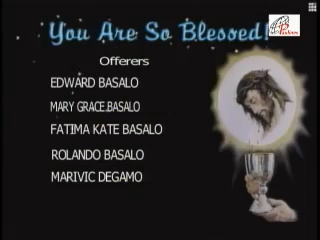 You Are So Blessed!
Offerers
EDWARD BASALO
MARY GRACE BASALO
FATIMA KATE BASALO
ROLANDO BASALO
MARIVIC DEGAMO